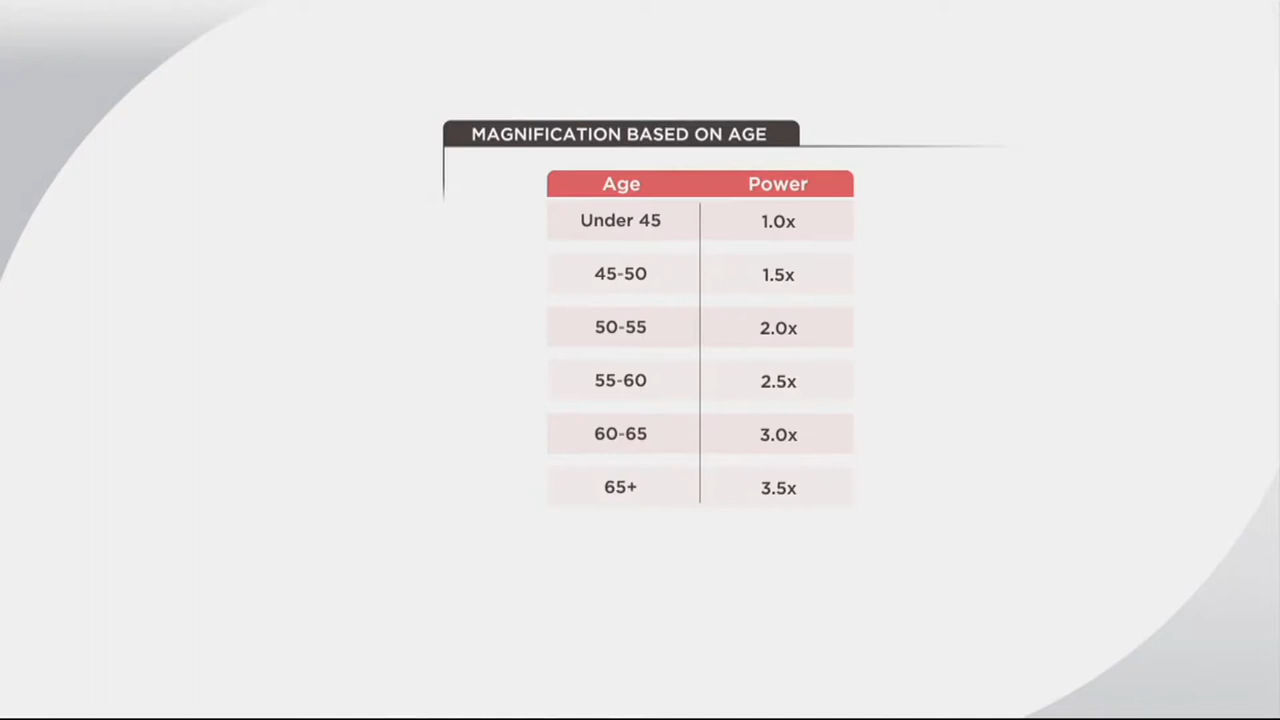 MAGNIFICATION BASED ON AGE
Age Power
Under 45 1.0x
45-50 1.5x
50-55 2.0x
55-60 2.5x
60-65 3.0x
65+ 3.5x